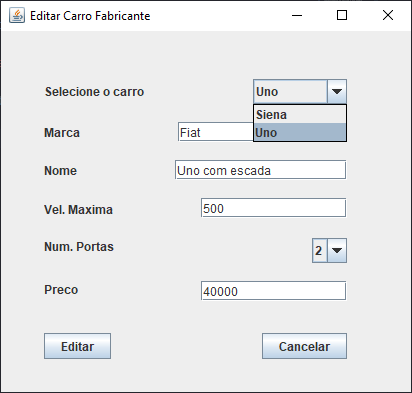 Editar Carro Fabricante
Selecione o carro Uno
Siena
Uno
Marca Fiat
Nome Uno com escada
Vel. Maxima 500
Num. Portas 2
Preco 40000
Editar Cancelar